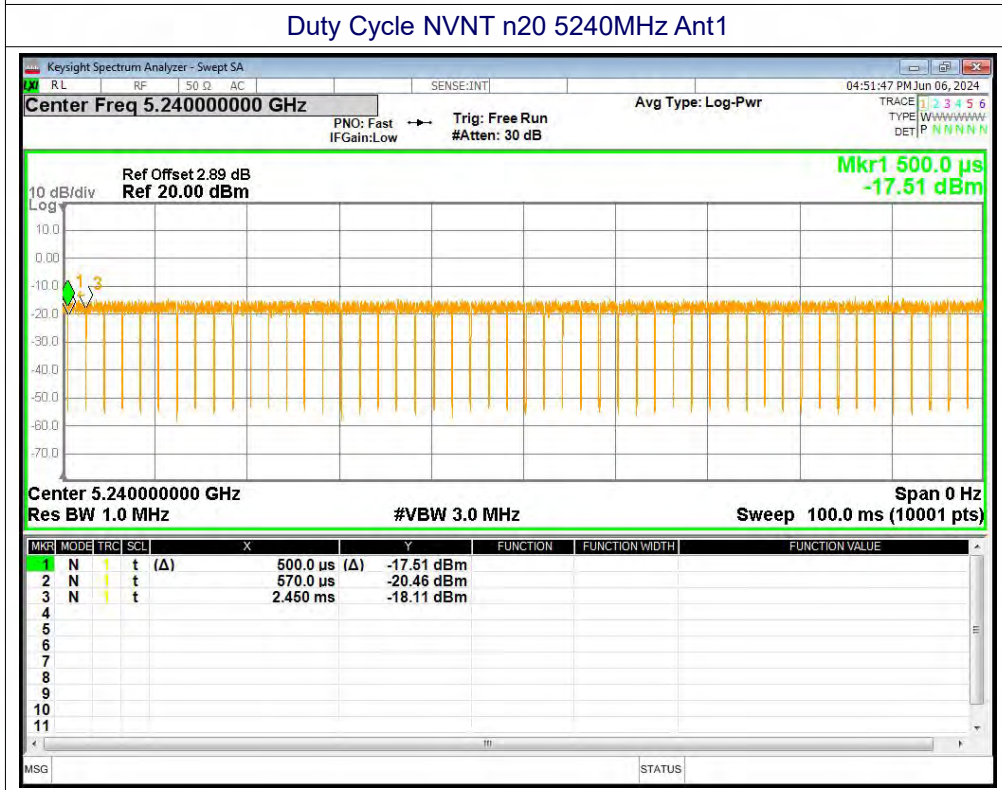 Duty Cycle NVNT n20 5240MHz Ant1
Keysight Spectrum Analyzer - Swept SA
LXI RL RF 50 Ω AC SENSE:INT 04:51:47 PM Jun 06, 2024
Center Freq 5.240000000 GHz Avg Type: Log-Pwr TRACE 1 2 3 4 5 6
PNO: Fast Trig: Free Run TYPE WWWWWW
IFGain:Low #Atten: 30 dB DET P N N N N N
Mkr1 500.0 µs
Ref Offset 2.89 dB
10 dB/div Ref 20.00 dBm -17.51 dBm
Log
10.0
0.00
-10.0 1 3
-20.0
-30.0
-40.0
-50.0
-60.0
-70.0
Center 5.240000000 GHz Span 0 Hz
Res BW 1.0 MHz #VBW 3.0 MHz Sweep 100.0 ms (10001 pts)
MKR MODE TRC SCL X Y FUNCTION FUNCTION WIDTH FUNCTION VALUE
1 N 1 t (Δ) 500.0 µs (Δ) -17.51 dBm
2 N 1 t 570.0 µs -20.46 dBm
3 N 1 t 2.450 ms -18.11 dBm
4
5
6
7
8
9
10
11
MSG STATUS